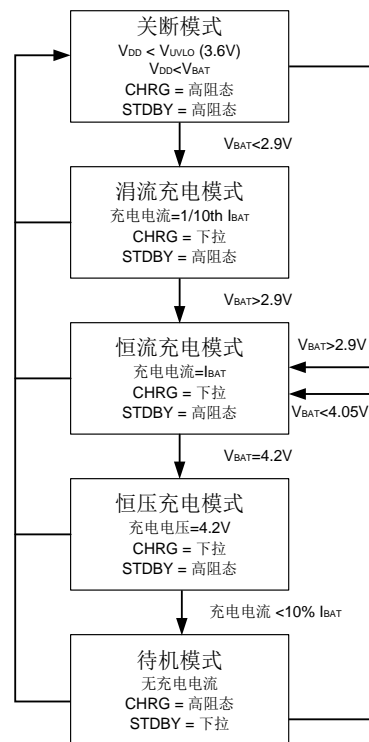 关断模式
VDD < VUVLO (3.6V)
VDD<VBAT
CHRG = 高阻态
STDBY = 高阻态
VBAT<2.9V
涓流充电模式
充电电流=1/10th IBAT
CHRG = 下拉
STDBY = 高阻态
VBAT>2.9V
恒流充电模式
充电电流=IBAT
CHRG = 下拉
STDBY = 高阻态
VBAT>2.9V
VBAT<4.05V
VBAT=4.2V
恒压充电模式
充电电压=4.2V
CHRG = 下拉
STDBY = 高阻态
充电电流 <10% IBAT
待机模式
无充电电流
CHRG = 高阻态
STDBY = 下拉